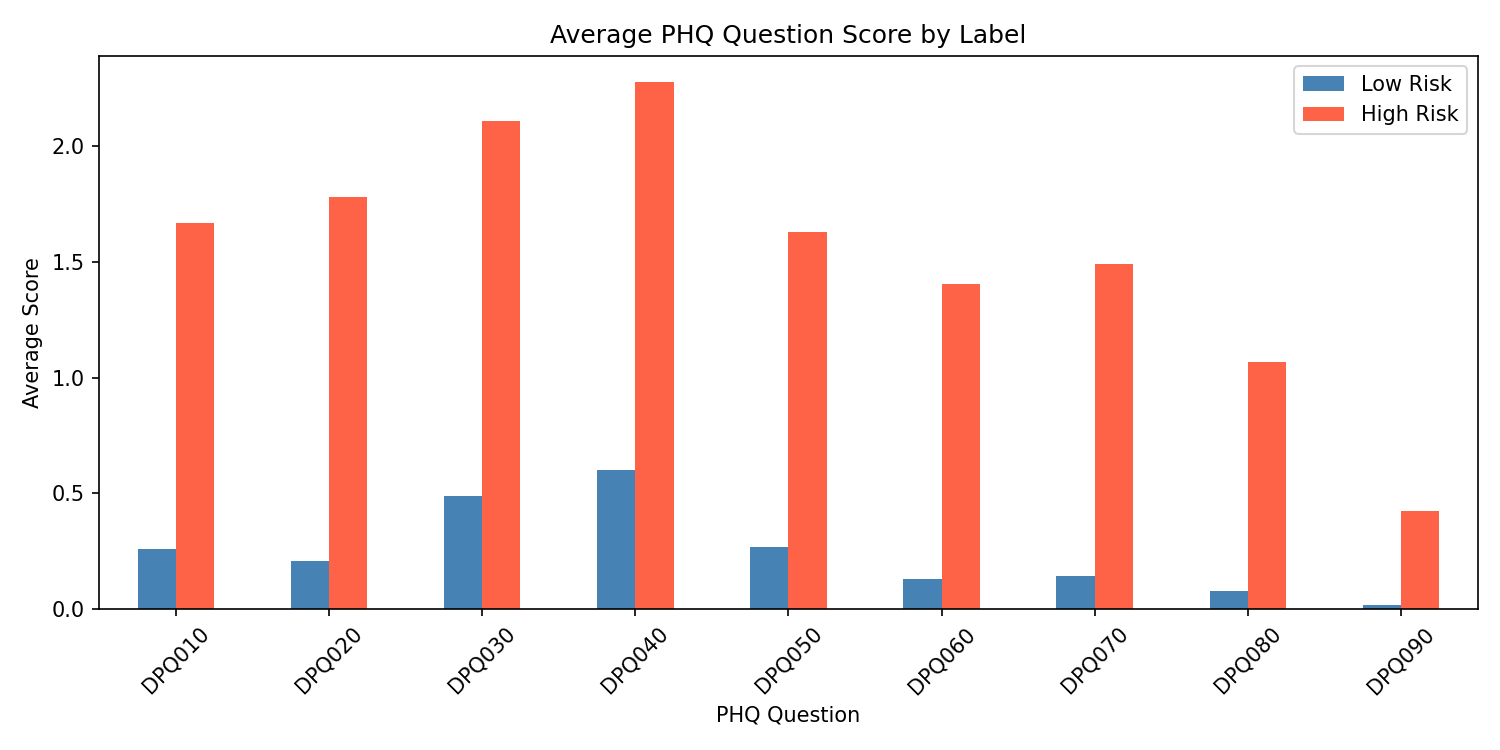 Average PHQ Question Score by Label
Low Risk
High Risk
Average Score
2.0
1.5
1.0
0.5
0.0
DPQ010
DPQ020
DPQ030
DPQ040
DPQ050
DPQ060
DPQ070
DPQ080
DPQ090
PHQ Question